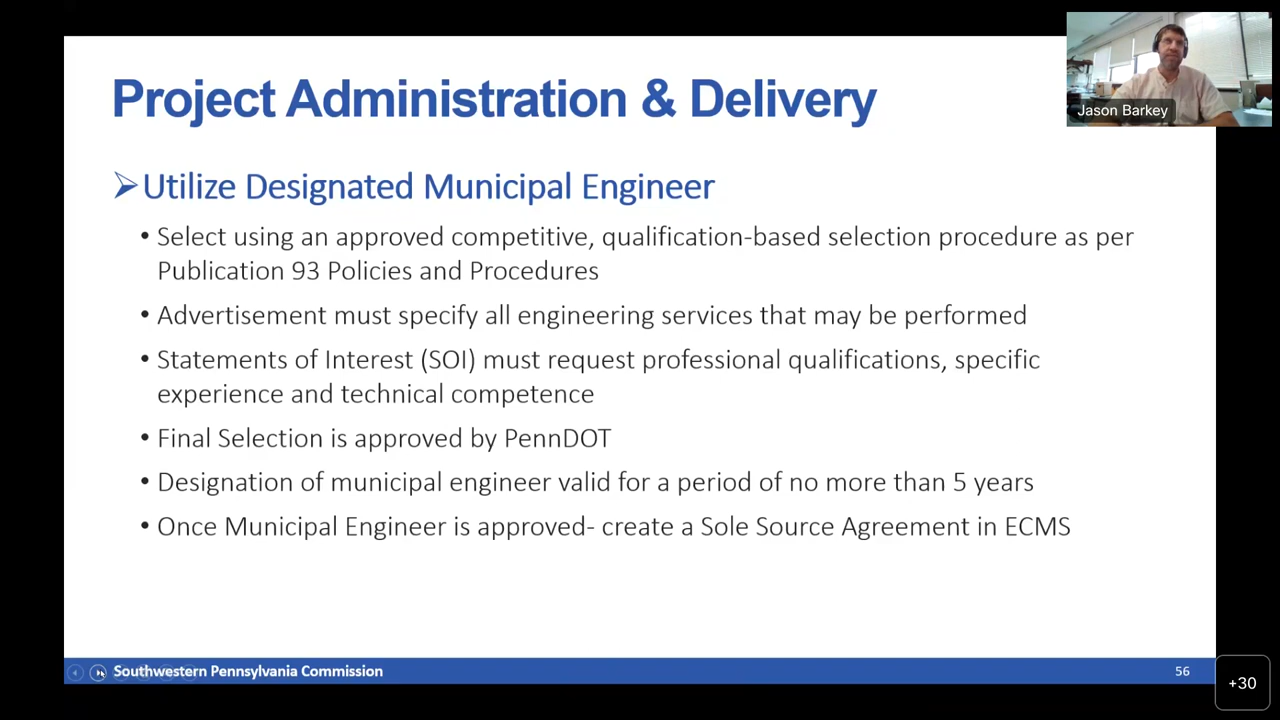 Project Administration & Delivery
Jason Barkey
➢Utilize Designated Municipal Engineer
• Select using an approved competitive, qualification-based selection procedure as per
Publication 93 Policies and Procedures
• Advertisement must specify all engineering services that may be performed
• Statements of Interest (SOI) must request professional qualifications, specific
experience and technical competence
• Final Selection is approved by PennDOT
• Designation of municipal engineer valid for a period of no more than 5 years
• Once Municipal Engineer is approved- create a Sole Source Agreement in ECMS
Southwestern Pennsylvania Commission
56
+30